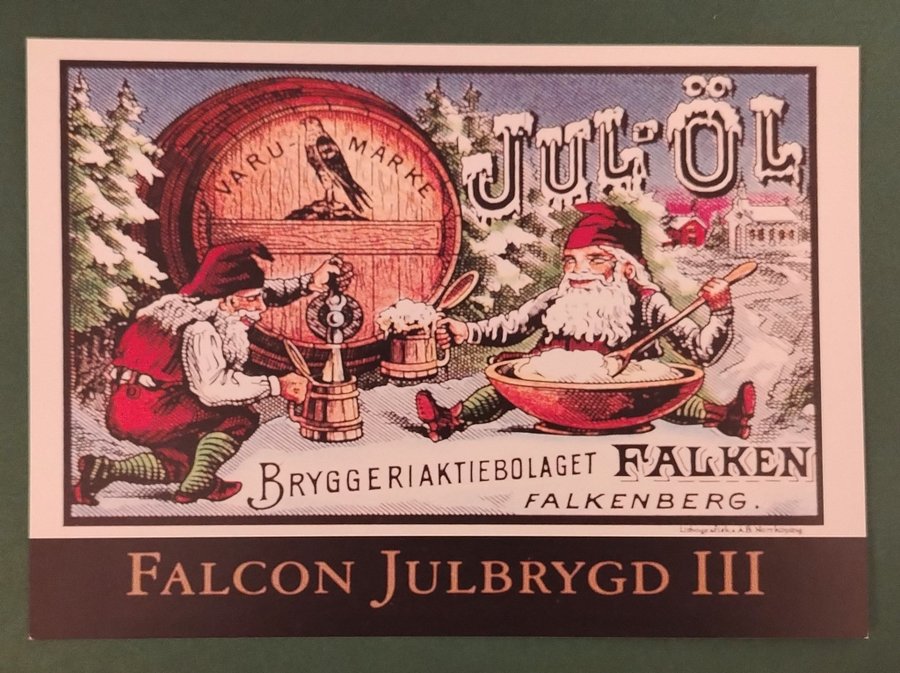 VARU-MÄRKE
JUL-ÖL
BRYGGERIAKTIEBOLAGET FALKEN
FALKENBERG.
FALCON JULBRYGD III